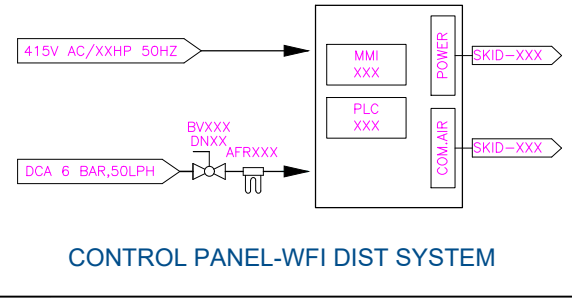 415V AC/XXHP 50HZ
MMI
XXX
POWER
SKID-XXX
PLC
XXX
BVXXX
DNXX
AFRXXX
DCA 6 BAR,50LPH
COM.AIR
SKID-XXX
CONTROL PANEL-WFI DIST SYSTEM